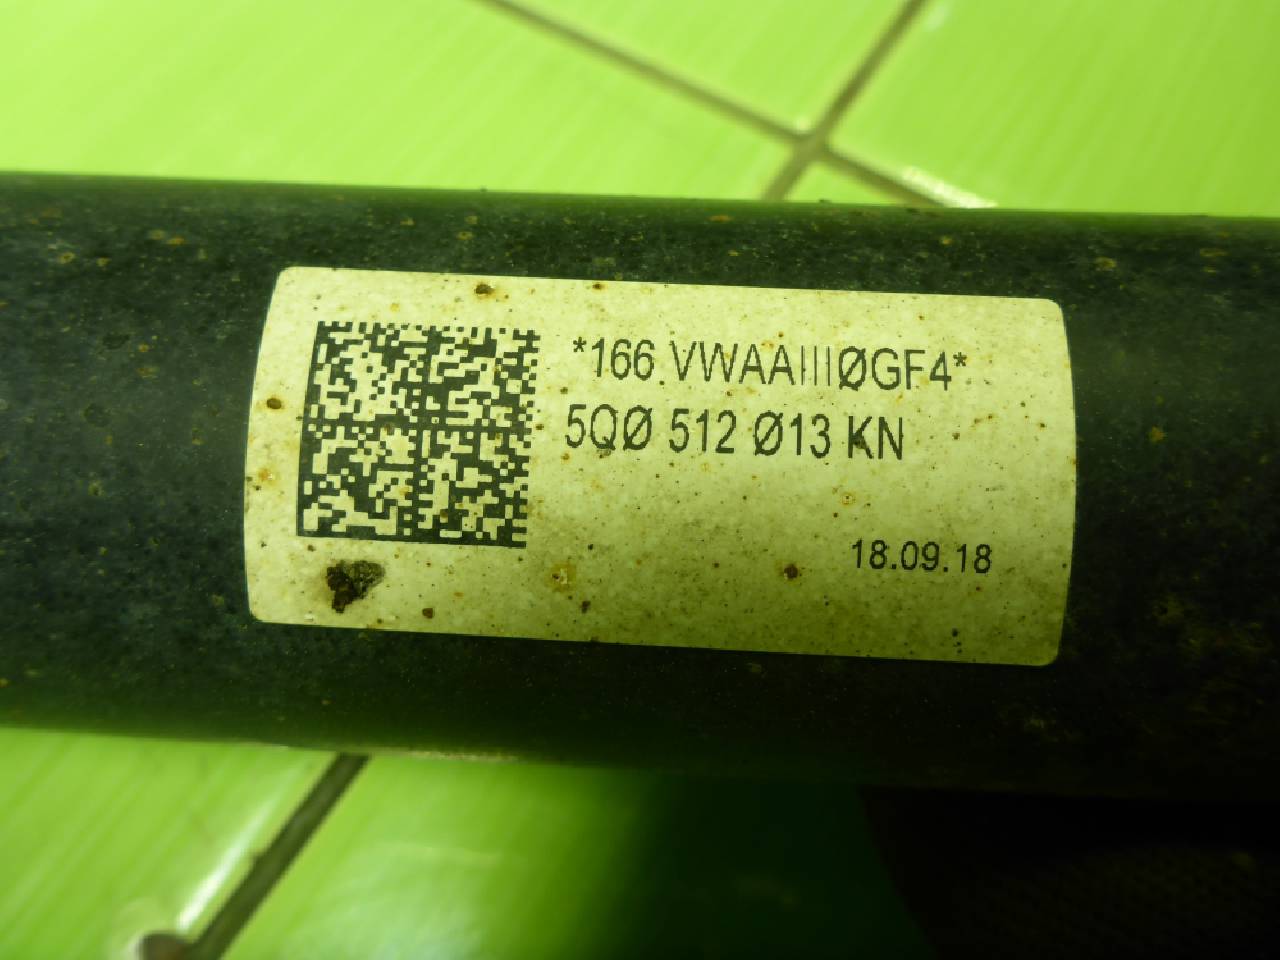 *166 VWAAIIIØGF4*
5QØ 512 Ø13 KN
18.09.18